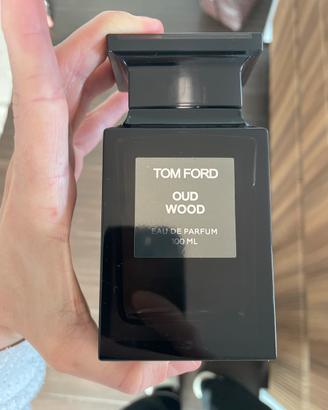 TOM FORD
OUD
WOOD
EAU DE PARFUM
100 ML